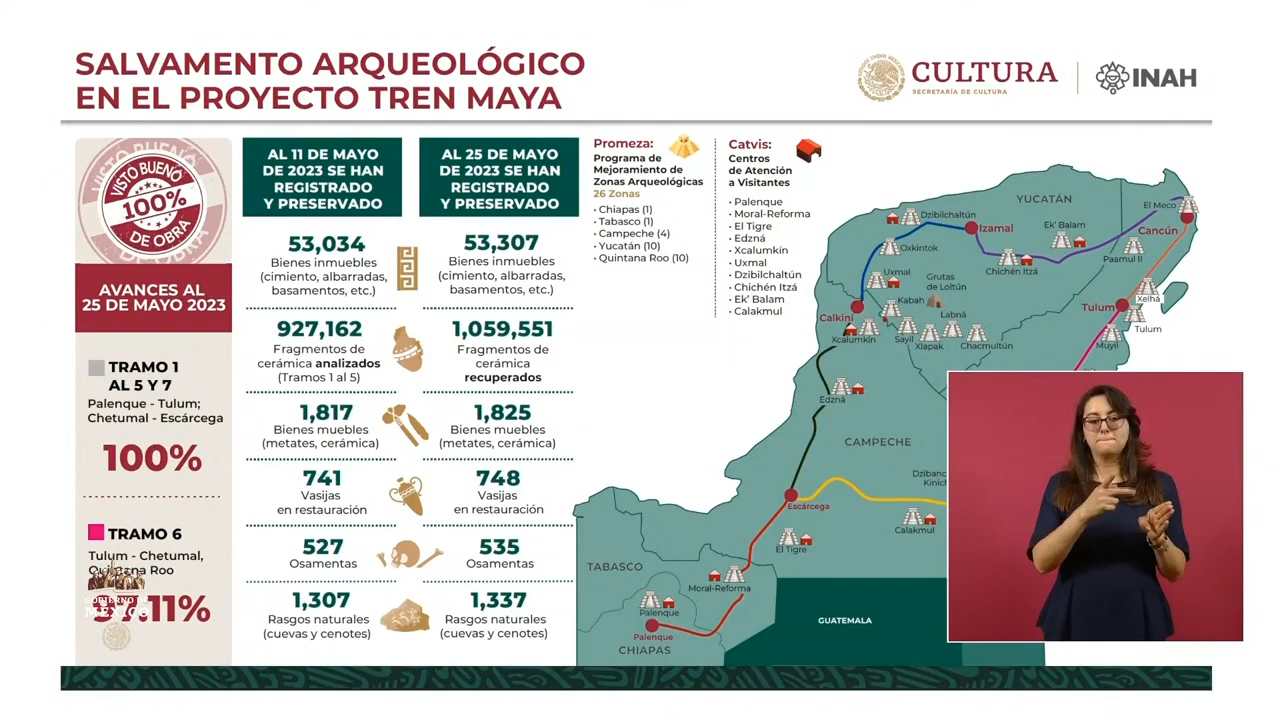 SALVAMENTO ARQUEOLÓGICO
EN EL PROYECTO TREN MAYA
CULTURA
SECRETARÍA DE CULTURA
INAH
VISTO BUENO
100%
DE OBRA
AVANCES AL
25 DE MAYO 2023
TRAMO 1
AL 5 Y 7
Palenque - Tulum;
Chetumal - Escárcega
100%
TRAMO 6
Tulum - Chetumal,
Quintana Roo
97.11%
GOBIERNO DE
MÉXICO
AL 11 DE MAYO
DE 2023 SE HAN
REGISTRADO
Y PRESERVADO
53,034
Bienes inmuebles
(cimiento, albarradas,
basamentos, etc.)
927,162
Fragmentos de
cerámica analizados
(Tramos 1 al 5)
1,817
Bienes muebles
(metates, cerámica)
741
Vasijas
en restauración
527
Osamentas
1,307
Rasgos naturales
(cuevas y cenotes)
AL 25 DE MAYO
DE 2023 SE HAN
REGISTRADO
Y PRESERVADO
53,307
Bienes inmuebles
(cimiento, albarradas,
basamentos, etc.)
1,059,551
Fragmentos de
cerámica
recuperados
1,825
Bienes muebles
(metates, cerámica)
748
Vasijas
en restauración
535
Osamentas
1,337
Rasgos naturales
(cuevas y cenotes)
Promeza:
Programa de
Mejoramiento de
Zonas Arqueológicas
26 Zonas
• Chiapas (1)
• Tabasco (1)
• Campeche (4)
• Yucatán (10)
• Quintana Roo (10)
Catvis:
Centros
de Atención
a Visitantes
• Palenque
• Moral-Reforma
• El Tigre
• Edzná
• Xcalumkín
• Uxmal
• Dzibilchaltún
• Chichén Itzá
• Ek' Balam
• Calakmul
YUCATÁN
El Meco
Dzibilchaltún
Izamal
Ek' Balam
Cancún
Oxkintok
Chichén Itzá
Paamul II
Uxmal
Grutas
de Loltún
Xelhá
Kabah
Tulum
Calkiní
Labná
Tulum
Xcalumkín
Sayil
Xlapak
Chacmultún
Muyil
Edzná
CAMPECHE
Dzibanc
Kinich
Escárcega
Calakmul
El Tigre
TABASCO
Moral-Reforma
Palenque
Palenque
GUATEMALA
CHIAPAS